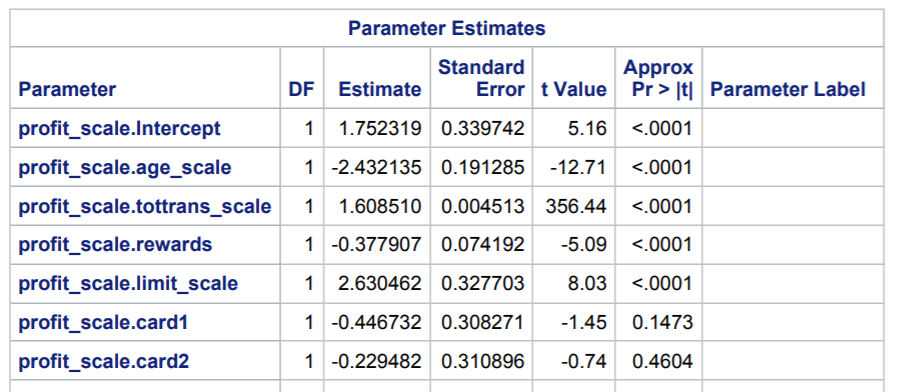 Parameter Estimates
Parameter DF Estimate Standard Error t Value Approx Pr > |t| Parameter Label
profit_scale.Intercept 1 1.752319 0.339742 5.16 <.0001
profit_scale.age_scale 1 -2.432135 0.191285 -12.71 <.0001
profit_scale.tottrans_scale 1 1.608510 0.004513 356.44 <.0001
profit_scale.rewards 1 -0.377907 0.074192 -5.09 <.0001
profit_scale.limit_scale 1 2.630462 0.327703 8.03 <.0001
profit_scale.card1 1 -0.446732 0.308271 -1.45 0.1473
profit_scale.card2 1 -0.229482 0.310896 -0.74 0.4604